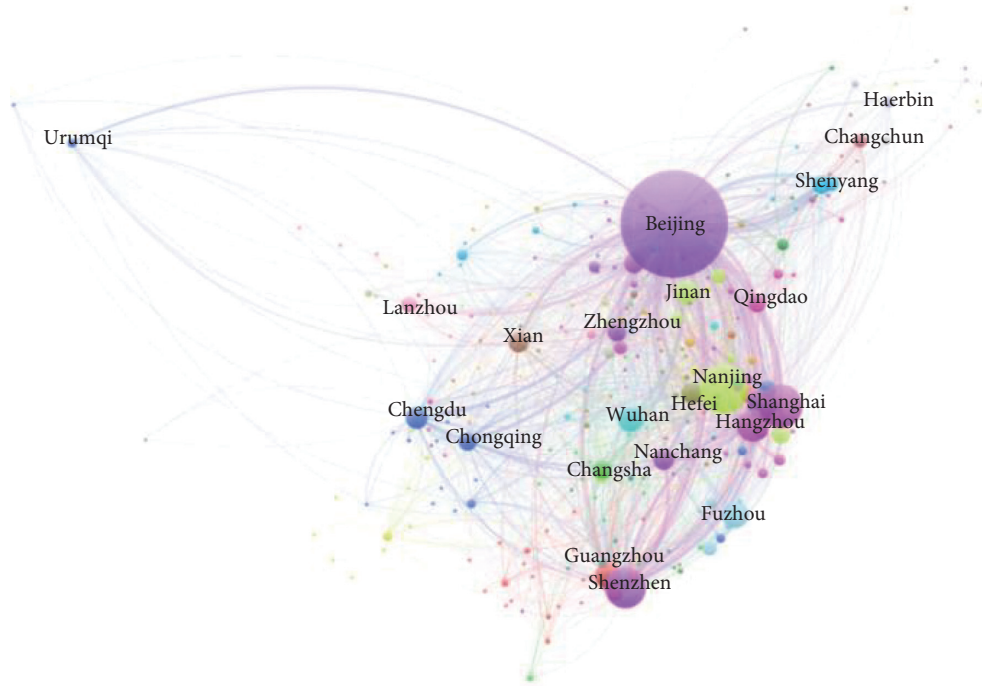 Haerbin
Urumqi
Changchun
Shenyang
Beijing
Jinan
Qingdao
Lanzhou
Zhengzhou
Xian
Nanjing
Hefei
Shanghai
Chengdu
Wuhan
Hangzhou
Chongqing
Nanchang
Changsha
Fuzhou
Guangzhou
Shenzhen